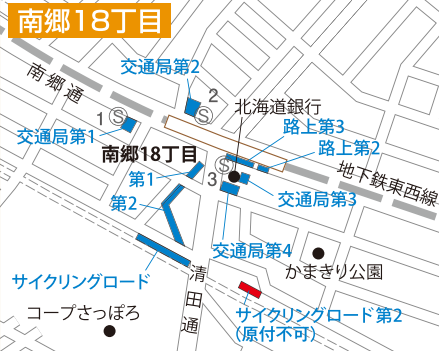 南郷18丁目
交通局第2
南郷通
2
Ⓢ
北海道銀行
1
Ⓢ
交通局第1
路上第3
路上第2
南郷18丁目
Ⓢ
地下鉄東西線
第1
3
交通局第3
第2
交通局第4
かまきり公園
サイクリングロード
清田通
コープさっぽろ
サイクリングロード第2
(原付不可)